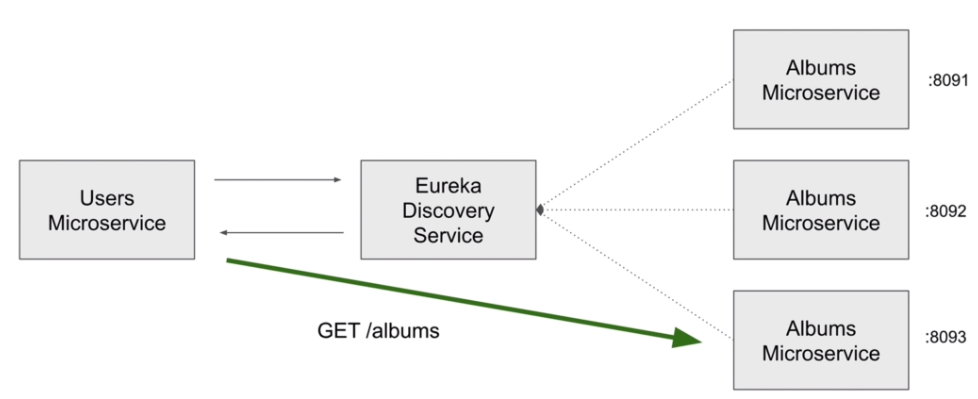 Albums
Microservice
:8091
Users
Microservice
Eureka
Discovery
Service
Albums
Microservice
:8092
GET /albums
Albums
Microservice
:8093